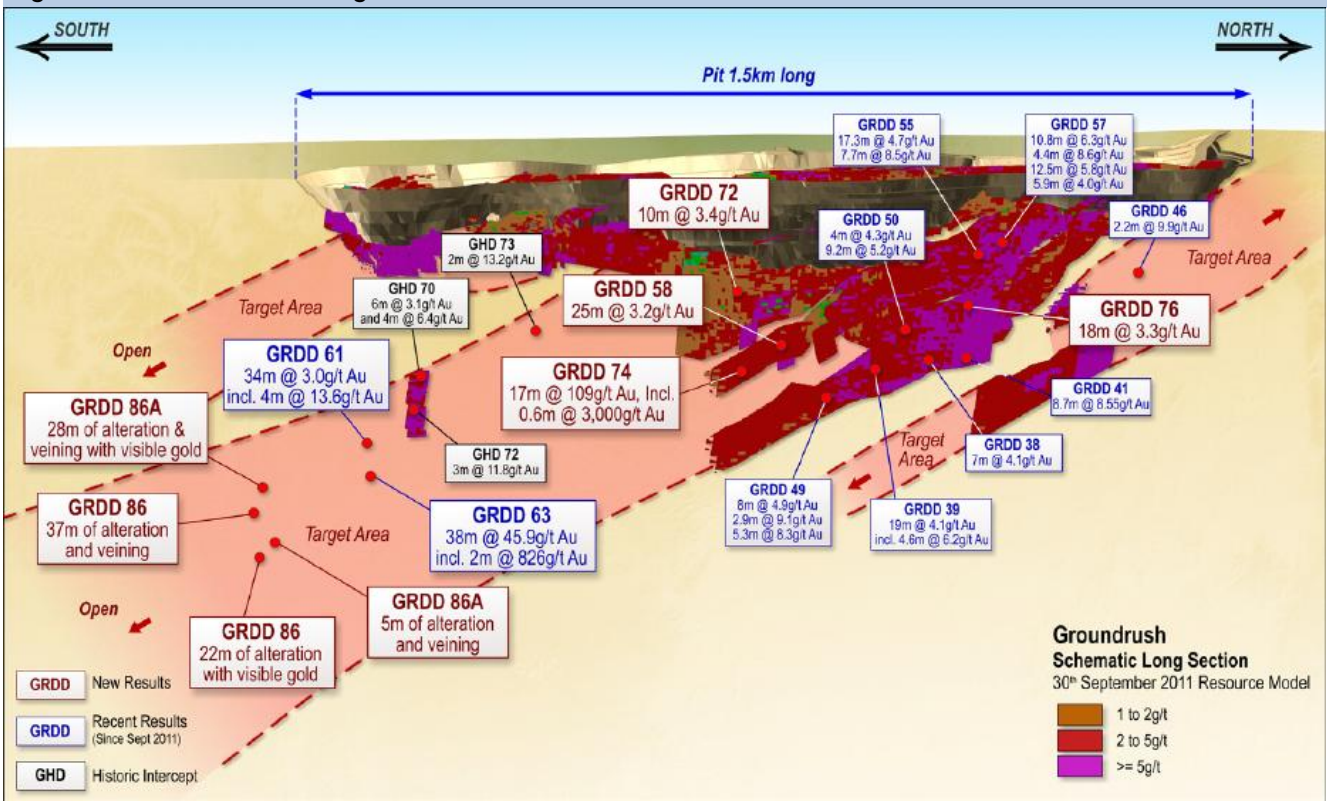 SOUTH
NORTH
Pit 1.5km long
GRDD 55
17.3m @ 4.7g/t Au
7.7m @ 8.5g/t Au
GRDD 57
10.8m @ 6.3g/t Au
4.4m @ 8.6g/t Au
12.5m @ 5.8g/t Au
5.9m @ 4.0g/t Au
GRDD 72
10m @ 3.4g/t Au
GRDD 50
4m @ 4.3g/t Au
9.2m @ 5.2g/t Au
GRDD 46
2.2m @ 9.9g/t Au
GHD 73
2m @ 13.2g/t Au
Target Area
Target Area
GHD 70
6m @ 3.1g/t Au
and 4m @ 6.4g/t Au
GRDD 58
25m @ 3.2g/t Au
GRDD 76
18m @ 3.3g/t Au
Open
GRDD 61
34m @ 3.0g/t Au
incl. 4m @ 13.6g/t Au
GRDD 74
17m @ 109g/t Au, Incl.
0.6m @ 3,000g/t Au
GRDD 41
8.7m @ 8.55g/t Au
GRDD 86A
28m of alteration &
veining with visible gold
GHD 72
3m @ 11.8g/t Au
GRDD 38
7m @ 4.1g/t Au
Target
Area
GRDD 49
8m @ 4.9g/t Au
2.9m @ 9.1g/t Au
5.3m @ 8.3g/t Au
GRDD 39
19m @ 4.1g/t Au
incl. 4.6m @ 6.2g/t Au
GRDD 86
37m of alteration
and veining
Target Area
GRDD 63
38m @ 45.9g/t Au
incl. 2m @ 826g/t Au
Open
GRDD 86A
5m of alteration
and veining
GRDD 86
22m of alteration
with visible gold
GRDD New Results
GRDD Recent Results
(Since Sept 2011)
GHD Historic Intercept
Groundrush
Schematic Long Section
30th September 2011 Resource Model
1 to 2g/t
2 to 5g/t
>= 5g/t